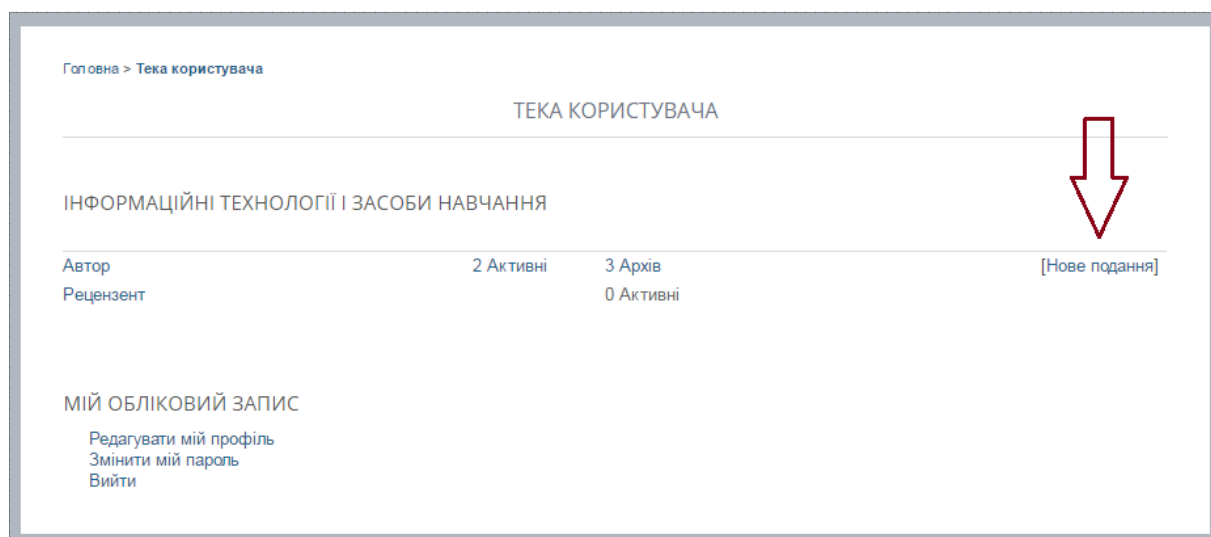 Головна > Тека користувача
ТЕКА КОРИСТУВАЧА
ІНФОРМАЦІЙНІ ТЕХНОЛОГІЇ І ЗАСОБИ НАВЧАННЯ
Автор 2 Активні 3 Архів [Нове подання]
Рецензент 0 Активні
МІЙ ОБЛІКОВИЙ ЗАПИС
Редагувати мій профіль
Змінити мій пароль
Вийти